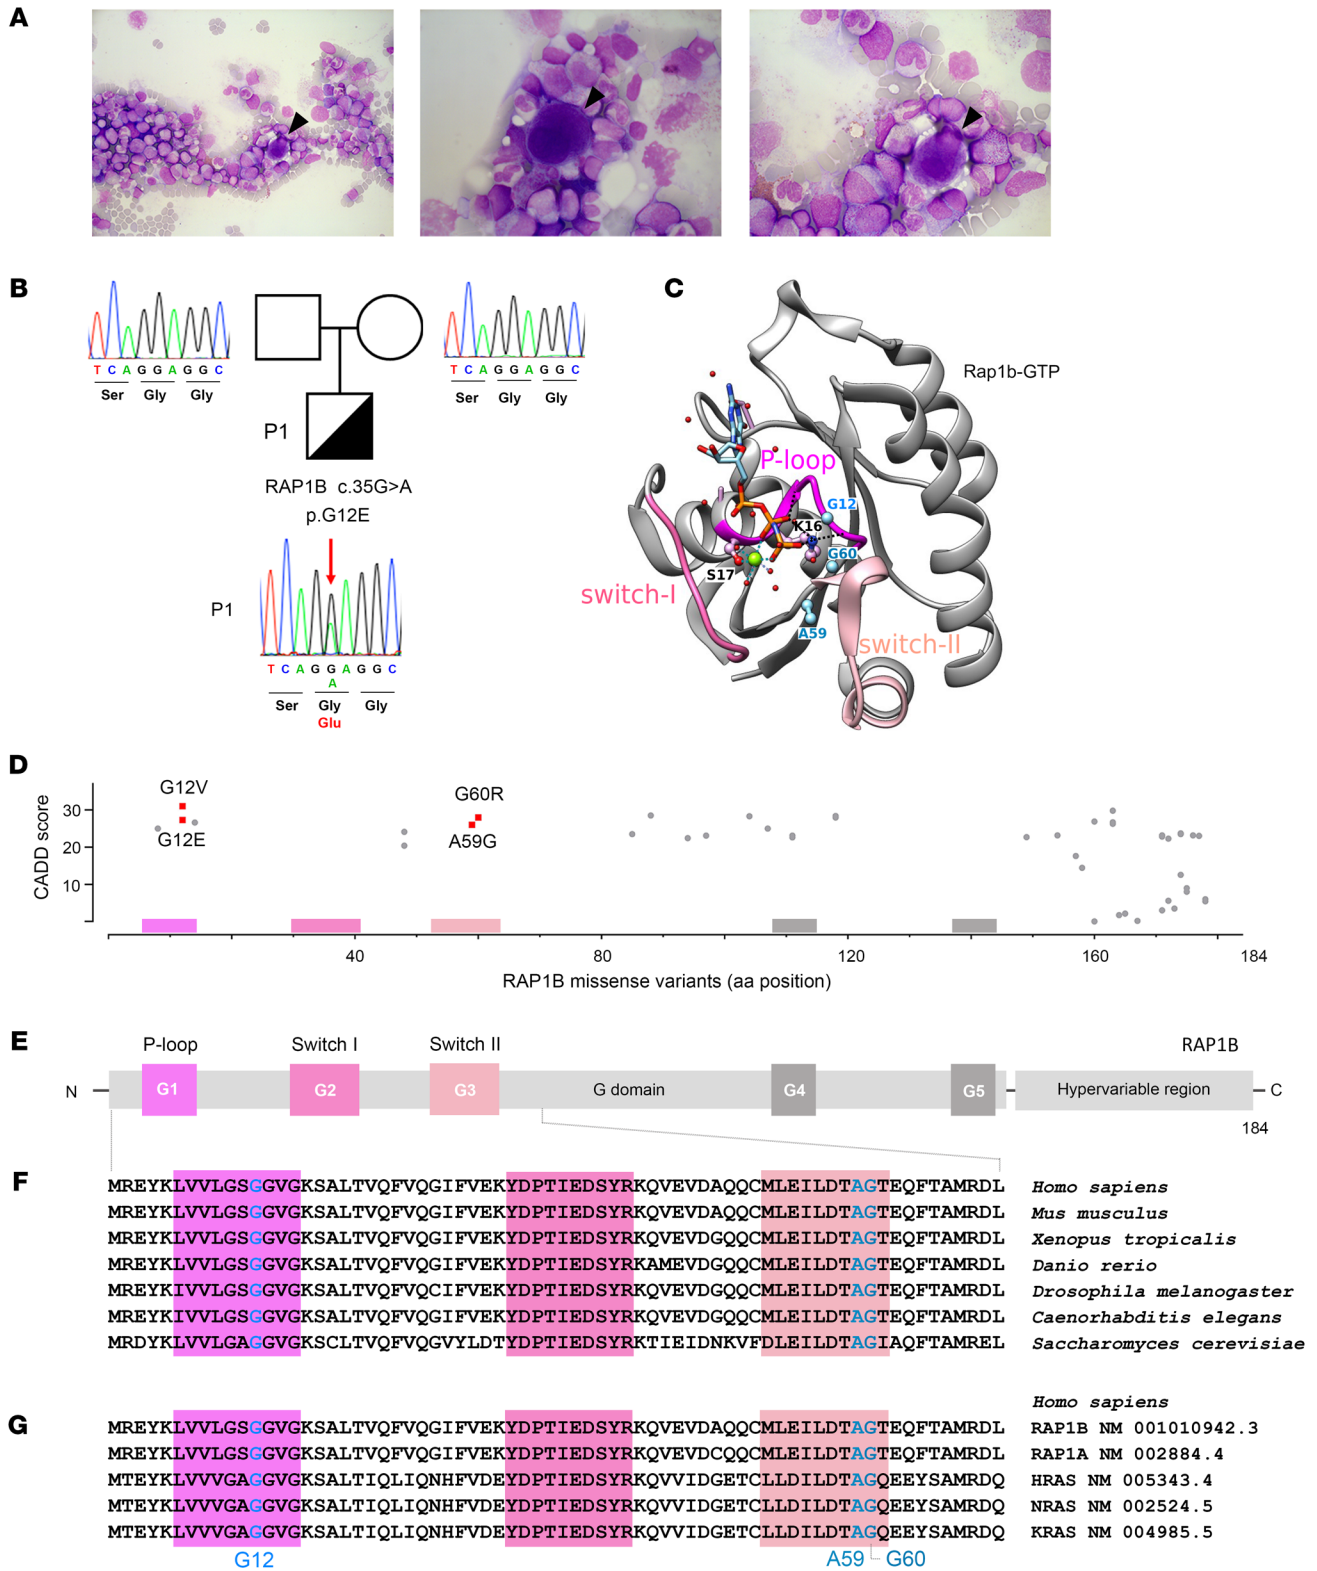 A
B
T C A G G A G G C
Ser Gly Gly
T C A G G A G G C
Ser Gly Gly
P1
RAP1B c.35G>A
p.G12E
P1
T C A G G A G G C
A
Ser Gly Gly
Glu
C
Rap1b-GTP
P-loop
G12
K16
G60
S17
switch-I
A59
switch-II
D
CADD score
30
20
10
G12V
G12E
G60R
A59G
40 80 120 160 184
RAP1B missense variants (aa position)
E
P-loop Switch I Switch II RAP1B
N G1 G2 G3 G domain G4 G5 Hypervariable region C
184
F
MREYKLVVLGSGGVGKSALTVQFVQGIFVEKYDPTIEDSYRKQVEVDAQQCMLEILDTAGTEQFTAMRDL Homo sapiens
MREYKLVVLGSGGVGKSALTVQFVQGIFVEKYDPTIEDSYRKQVEVDAQQCMLEILDTAGTEQFTAMRDL Mus musculus
MREYKLVVLGSGGVGKSALTVQFVQGIFVEKYDPTIEDSYRKQVEVDGQQCMLEILDTAGTEQFTAMRDL Xenopus tropicalis
MREYKLVVLGSGGVGKSALTVQFVQGIFVEKYDPTIEDSYRKAMEVDGQQCMLEILDTAGTEQFTAMRDL Danio rerio
MREYKIVVLGSGGVGKSALTVQFVQCIFVEKYDPTIEDSYRKQVEVDGQQCMLEILDTAGTEQFTAMRDL Drosophila melanogaster
MREYKIVVLGSGGVGKSALTVQFVQGIFVEKYDPTIEDSYRKQVEVDGQQCMLEILDTAGTEQFTAMRDL Caenorhabditis elegans
MRDYKLVVLGAGGVGKSCLTVQFVQGVYLDTYDPTIEDSYRKTIEIDNKVFDLEILDTAGIAQFTAMREL Saccharomyces cerevisiae
Homo sapiens
G
MREYKLVVLGSGGVGKSALTVQFVQGIFVEKYDPTIEDSYRKQVEVDAQQCMLEILDTAGTEQFTAMRDL RAP1B NM 001010942.3
MREYKLVVLGSGGVGKSALTVQFVQGIFVEKYDPTIEDSYRKQVEVDCQQCMLEILDTAGTEQFTAMRDL RAP1A NM 002884.4
MTEYKLVVVGAGGVGKSALTIQLIQNHFVDEYDPTIEDSYRKQVVIDGETCLLDILDTAGQEEYSAMRDQ HRAS NM 005343.4
MTEYKLVVVGAGGVGKSALTIQLIQNHFVDEYDPTIEDSYRKQVVIDGETCLLDILDTAGQEEYSAMRDQ NRAS NM 002524.5
MTEYKLVVVGAGGVGKSALTIQLIQNHFVDEYDPTIEDSYRKQVVIDGETCLLDILDTAGQEEYSAMRDQ KRAS NM 004985.5
G12 A59 G60